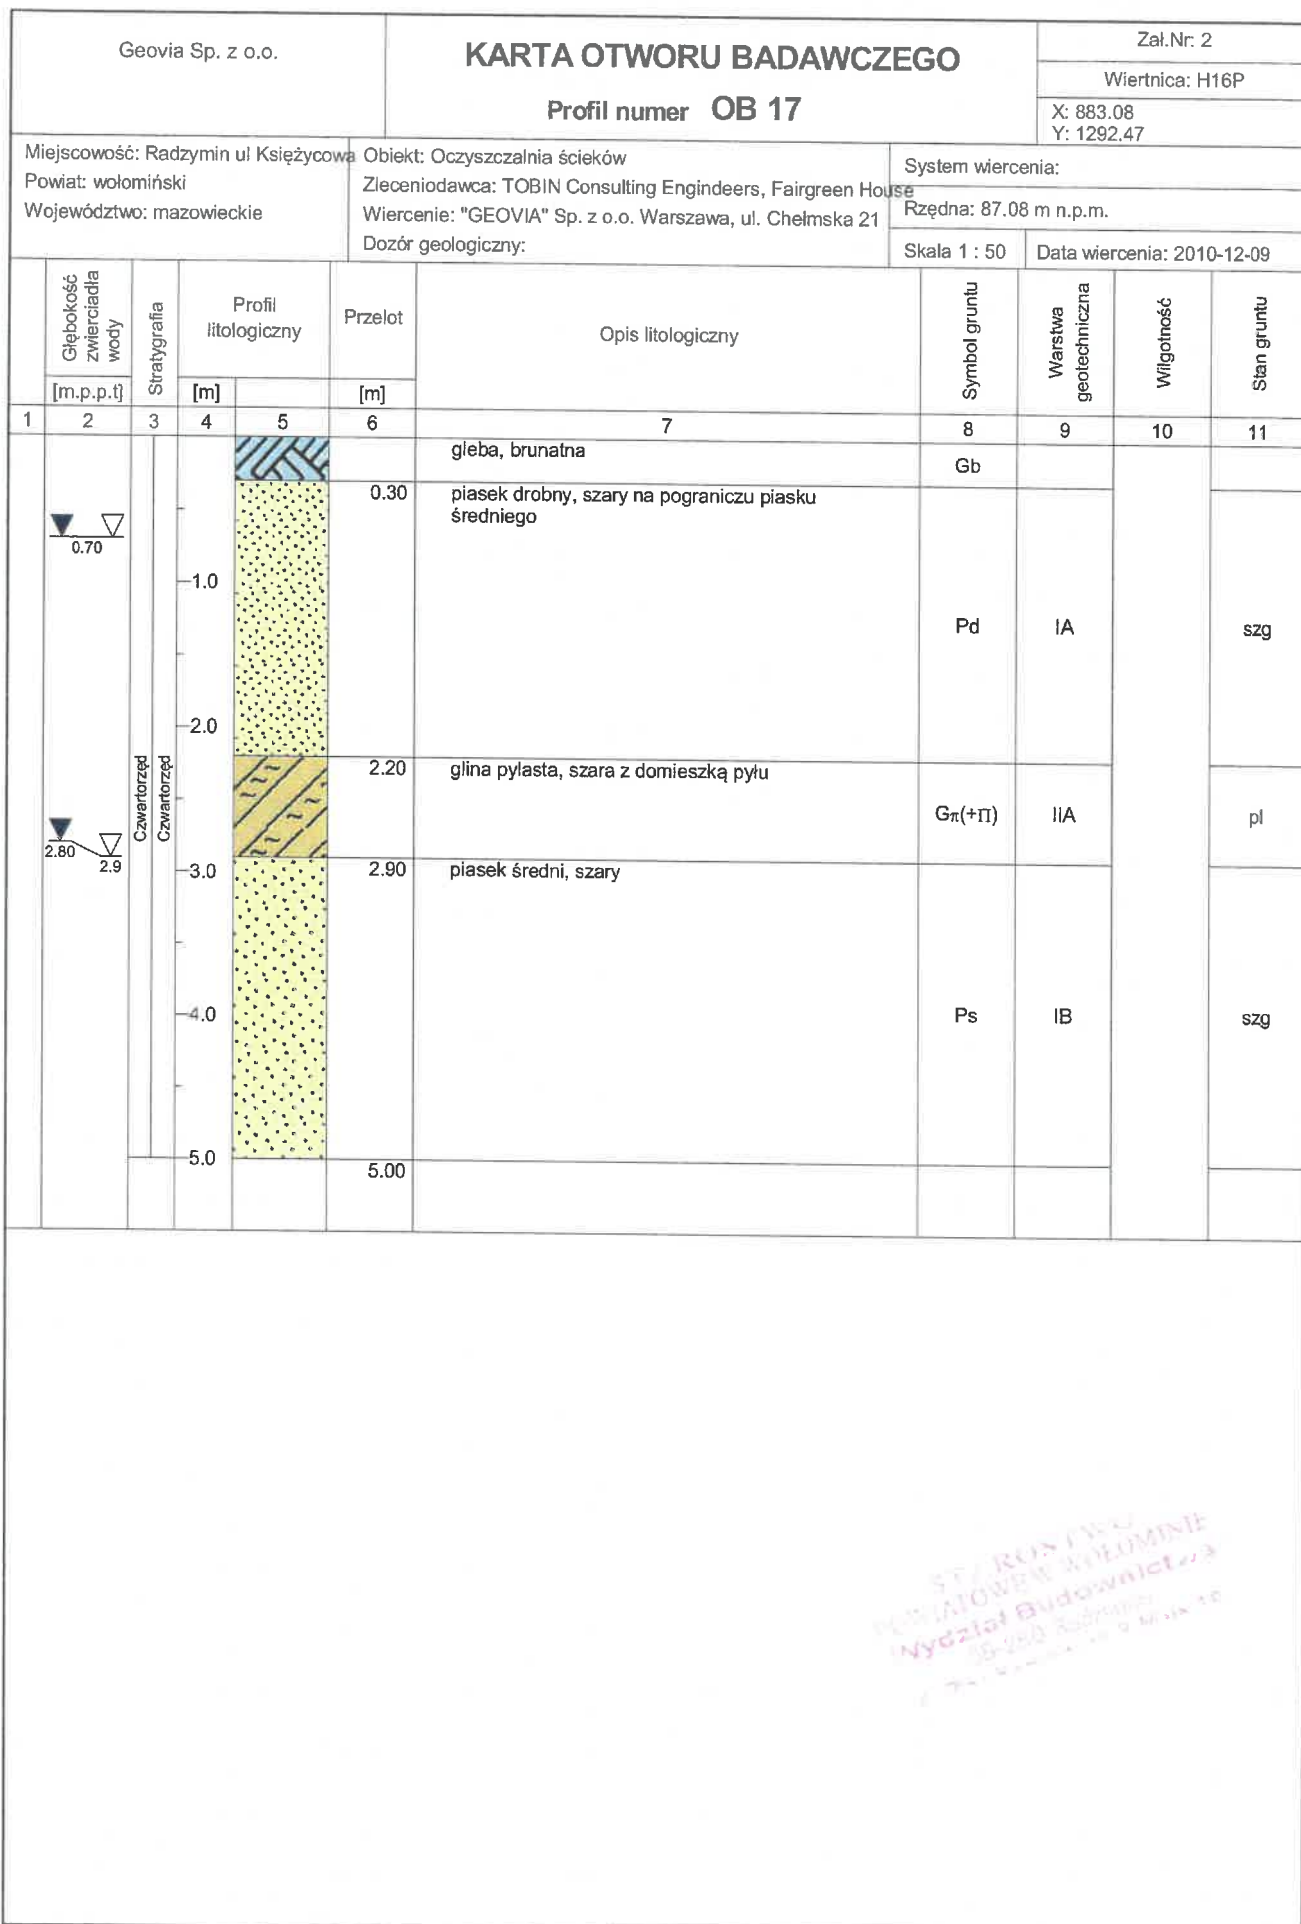 Geovia Sp. z o.o.
KARTA OTWORU BADAWCZEGO
Profil numer OB 17
Zał.Nr: 2
Wiertnica: H16P
X: 883.08
Y: 1292.47
Miejscowość: Radzymin ul Księżycowa
Powiat: wołomiński
Województwo: mazowieckie
Obiekt: Oczyszczalnia ścieków
Zleceniodawca: TOBIN Consulting Engindeers, Fairgreen House
Wiercenie: "GEOVIA" Sp. z o.o. Warszawa, ul. Chełmska 21
Dozór geologiczny:
System wiercenia:
Rzędna: 87.08 m n.p.m.
Skala 1 : 50
Data wiercenia: 2010-12-09
Głębokość
zwierciadła
wody
[m.p.p.t]
Stratygrafia
Profil
litologiczny
[m]
Przelot
[m]
Opis litologiczny
Symbol gruntu
Warstwa
geotechniczna
Wilgotność
Stan gruntu
1 2 3 4 5 6 7 8 9 10 11
gleba, brunatna
Gb
0.30
piasek drobny, szary na pograniczu piasku
średniego
0.70
1.0
Pd IA szg
2.0
Czwartorzęd
Czwartorzęd
2.20
glina pylasta, szara z domieszką pyłu
Gπ(+Π) IIA pl
2.80
2.9
3.0
2.90
piasek średni, szary
4.0
Ps IB szg
5.0
5.00
Wydział Budownictwa